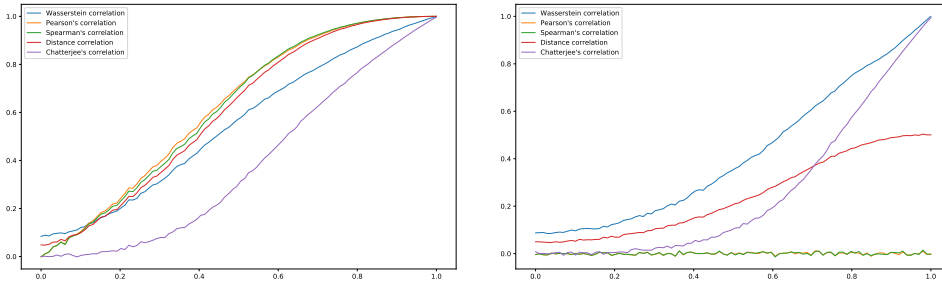 Wasserstein correlation
Pearson's correlation
Spearman's correlation
Distance correlation
Chatterjee's correlation
1.0
0.8
0.6
0.4
0.2
0.0
0.0 0.2 0.4 0.6 0.8 1.0
Wasserstein correlation
Pearson's correlation
Spearman's correlation
Distance correlation
Chatterjee's correlation
1.0
0.8
0.6
0.4
0.2
0.0
0.0 0.2 0.4 0.6 0.8 1.0